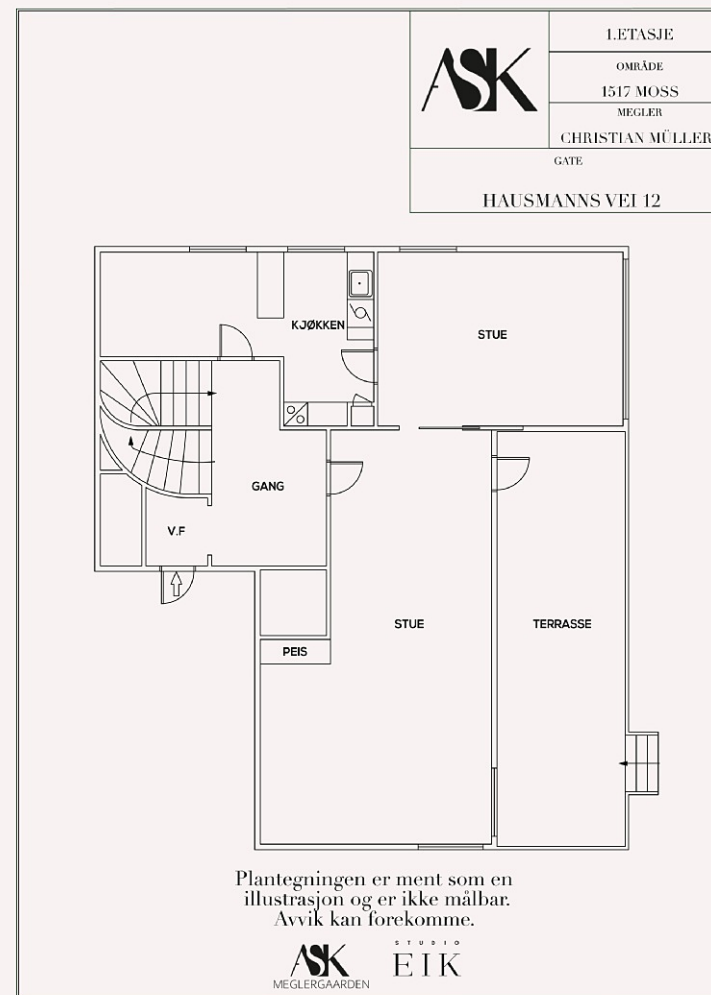 ASK
1.ETASJE
OMRÅDE
1517 MOSS
MEGLER
CHRISTIAN MÜLLER
GATE
HAUSMANNS VEI 12
KJØKKEN
STUE
GANG
V.F
STUE
TERRASSE
PEIS
Plantegningen er ment som en
illustrasjon og er ikke målbar.
Avvik kan forekomme.
ASK
MEGLERGAARDEN
STUDIO
EIK